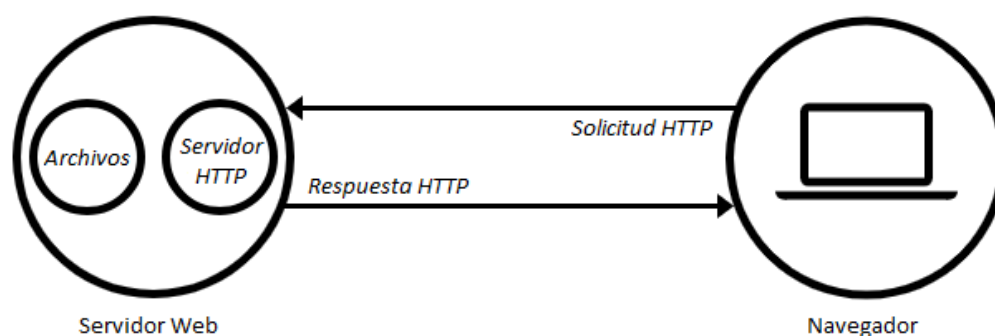 Archivos
Servidor
HTTP
Solicitud HTTP
Respuesta HTTP
Servidor Web
Navegador